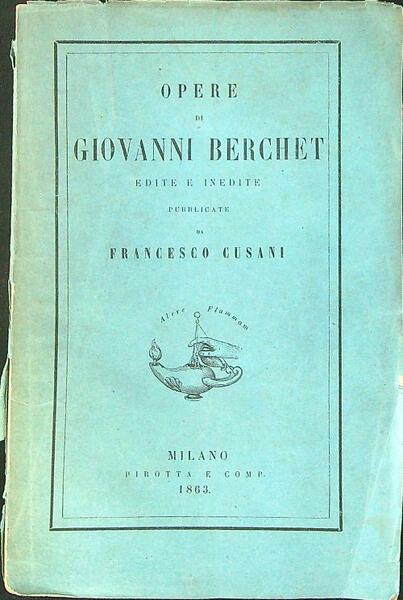 OPERE
DI
GIOVANNI BERCHET
EDITE E INEDITE
PUBBLICATE
DA
FRANCESCO CUSANI
Alere Flammam
MILANO
PIROTTA E COMP.
1863.